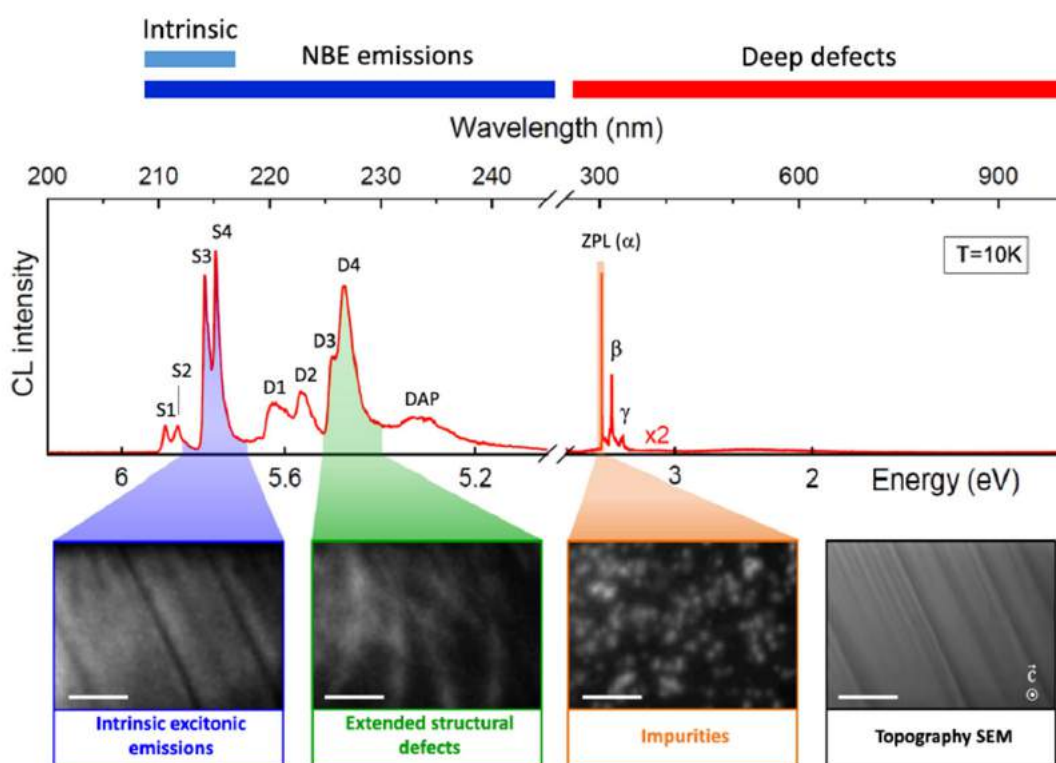 Intrinsic
NBE emissions
Deep defects
Wavelength (nm)
200 210 220 230 240 300 600 900
CL intensity
S1
S2
S3
S4
D1
D2
D3
D4
DAP
ZPL (α)
β
γ
x2
T=10K
6 5.6 5.2 3 2 Energy (eV)
c
Intrinsic excitonic
emissions
Extended structural
defects
Impurities
Topography SEM